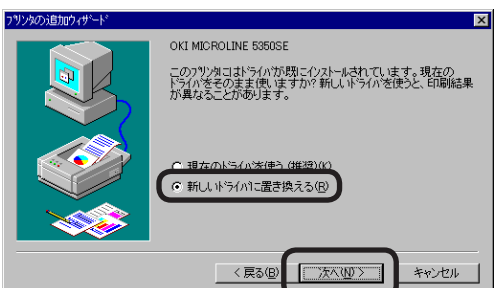 プリンタの追加ウィザード
OKI MICROLINE 5350SE
このプリンタにはドライバが既にインストールされています。現在の
ドライバをそのまま使いますか? 新しいドライバを使うと、印刷結果
が異なることがあります。
現在のドライバを使う (推奨)(K)
新しいドライバに置き換える(R)
< 戻る(B)
次へ(N) >
キャンセル